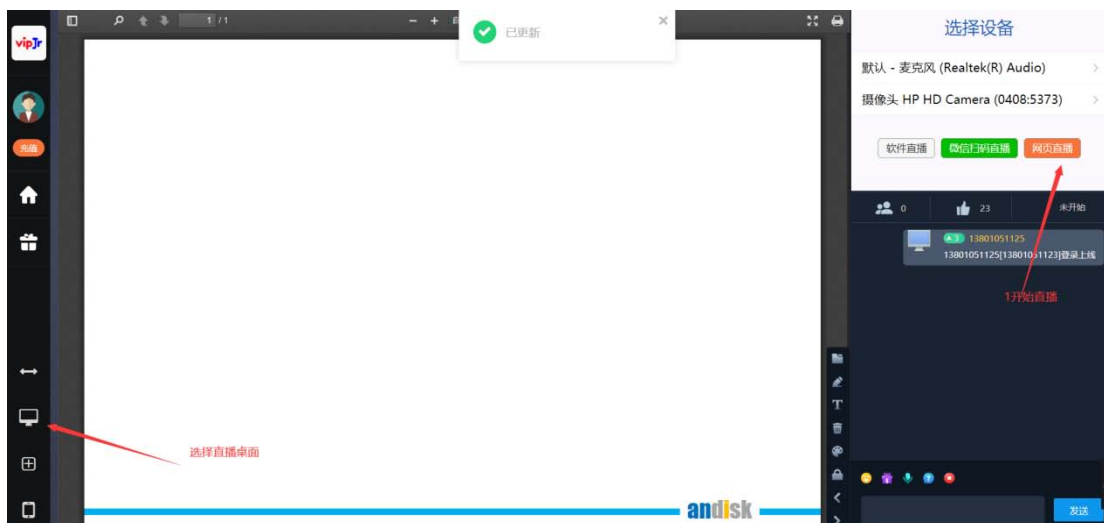 vipJr
充值
1 / 1
已更新
选择设备
默认 - 麦克风 (Realtek(R) Audio)
摄像头 HP HD Camera (0408:5373)
软件直播
微信扫码直播
网页直播
0
23
未开始
3
13801051125
13801051125[13801051123]登录上线
1开始直播
选择直播桌面
T
andisk
发送